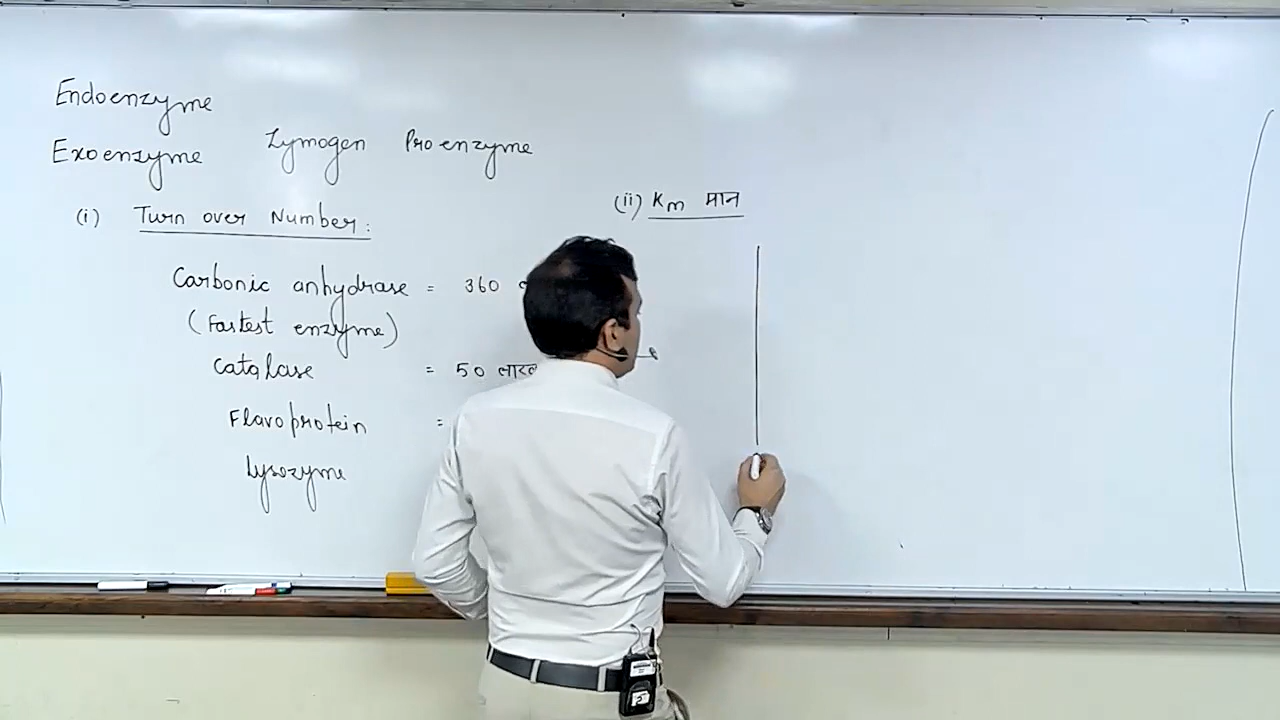 Endoenzyme
Exoenzyme Zymogen Proenzyme
(i) Turn over Number:
Carbonic anhydrase = 360
(Fastest enzyme)
Catalase = 50 लाख
Flavoprotein =
Lysozyme
(ii) Km मान